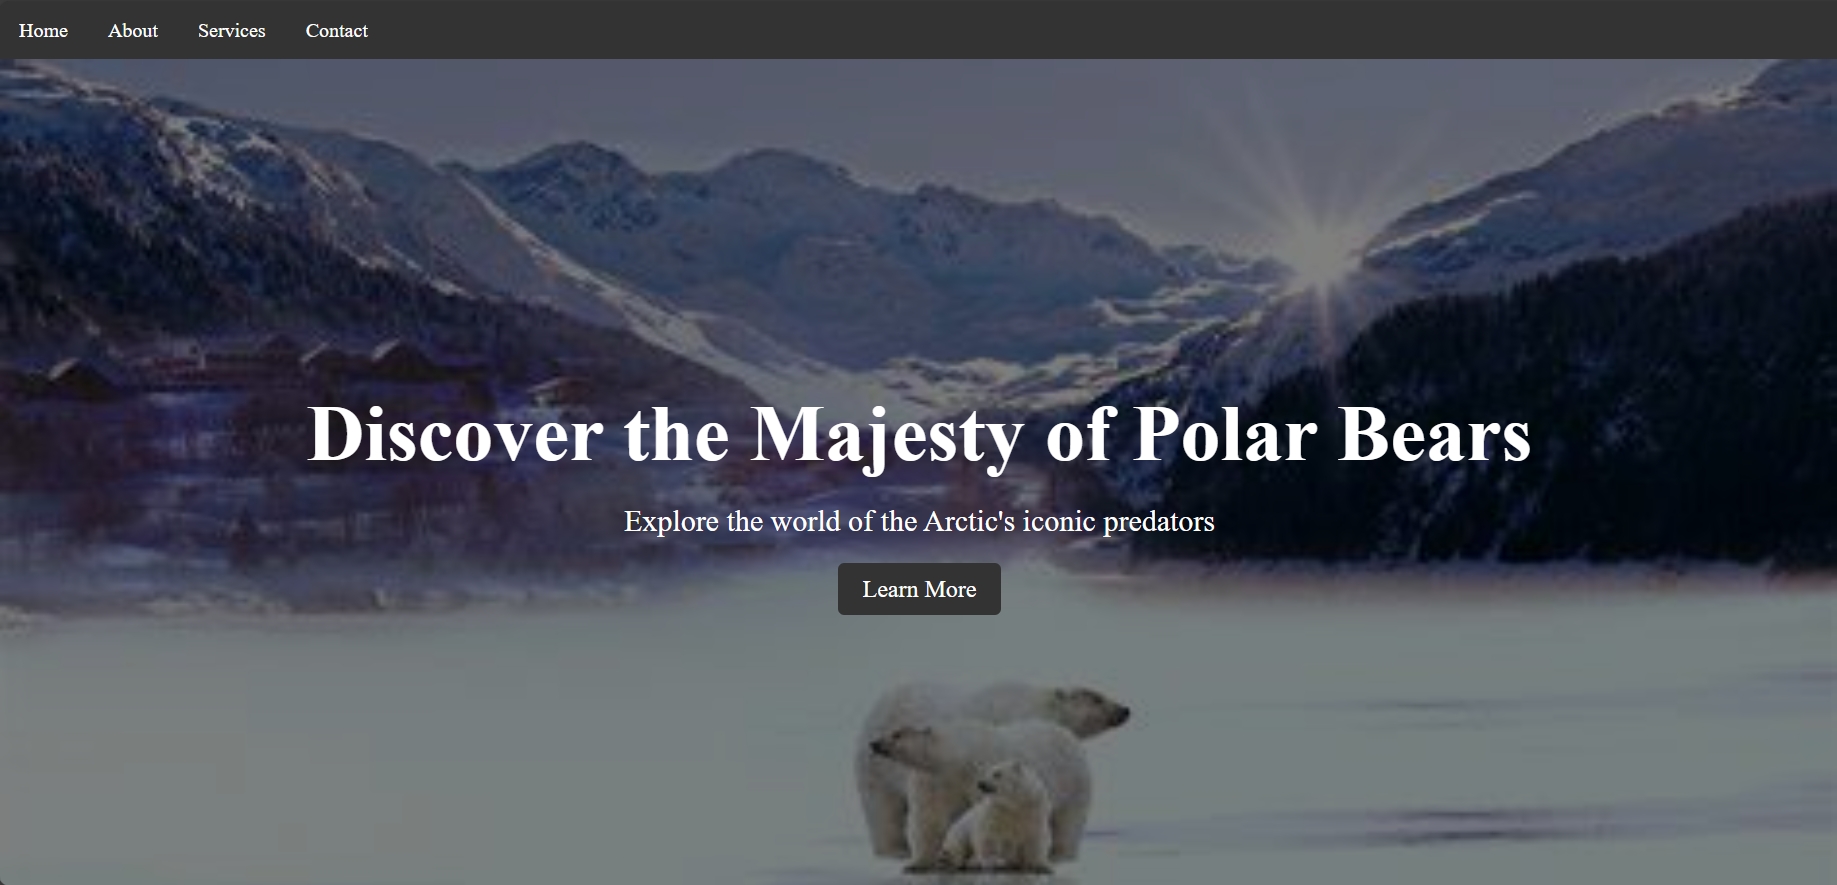 Home About Services Contact
Discover the Majesty of Polar Bears
Explore the world of the Arctic's iconic predators
Learn More